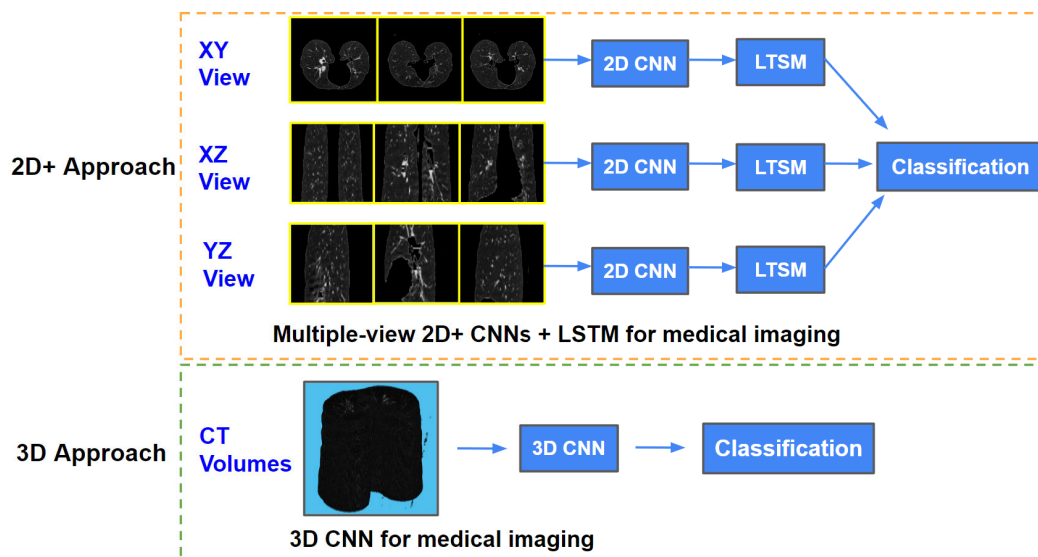 2D+ Approach
XY
View
2D CNN
LTSM
XZ
View
2D CNN
LTSM
Classification
YZ
View
2D CNN
LTSM
Multiple-view 2D+ CNNs + LSTM for medical imaging
3D Approach
CT
Volumes
3D CNN
Classification
3D CNN for medical imaging